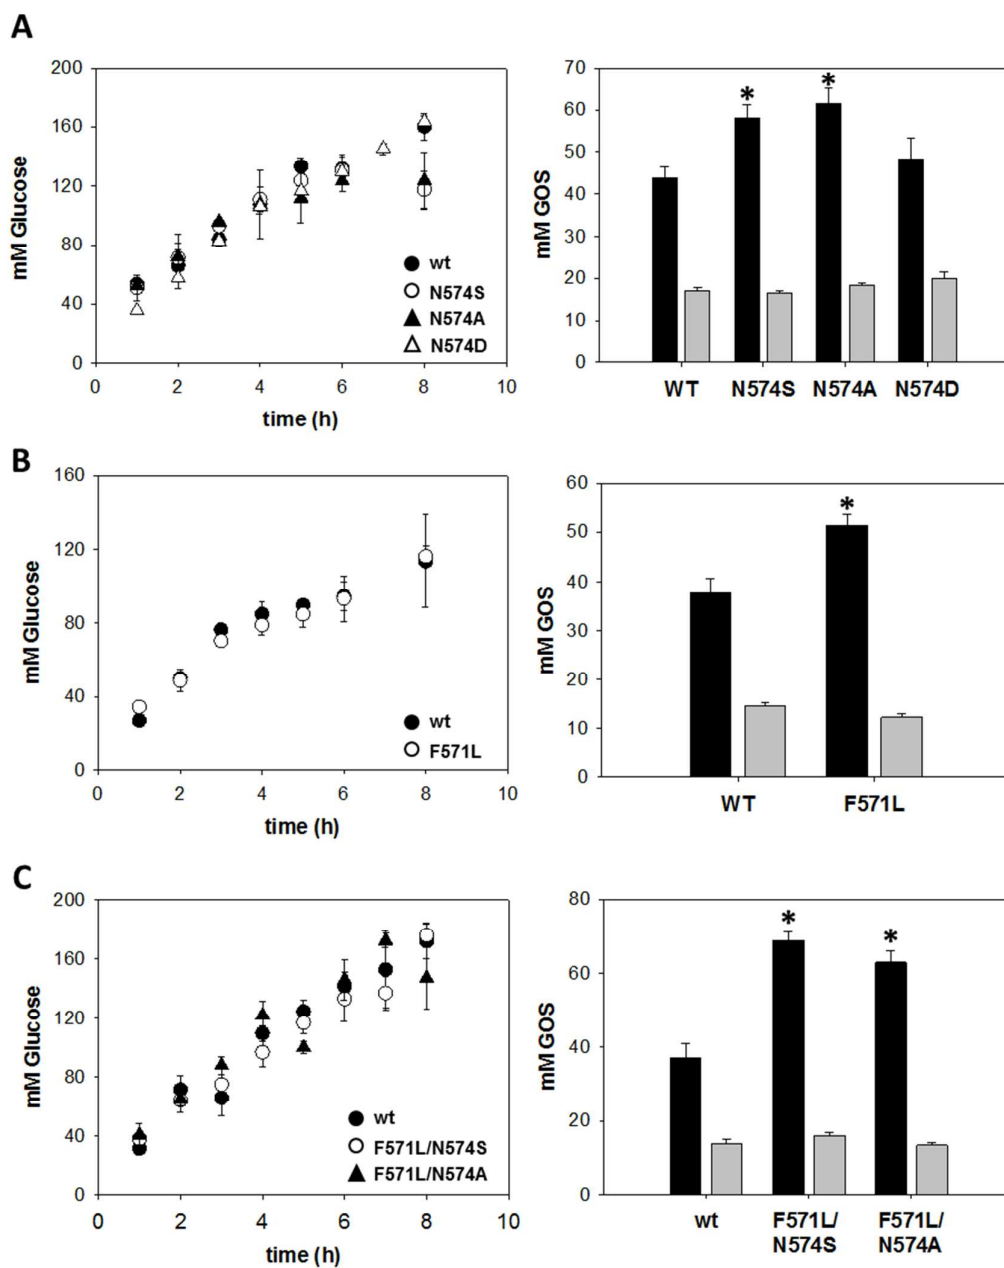 A
200
160
120
80
40
0
mM Glucose
0 2 4 6 8 10
time (h)
wt
N574S
N574A
N574D
70
60
50
40
30
20
10
0
mM GOS
* *
WT N574S N574A N574D
B
160
120
80
40
0
mM Glucose
0 2 4 6 8 10
time (h)
wt
F571L
60
50
40
30
20
10
0
mM GOS
*
WT F571L
C
200
160
120
80
40
0
mM Glucose
0 2 4 6 8 10
time (h)
wt
F571L/N574S
F571L/N574A
80
60
40
20
0
mM GOS
* *
wt F571L/ F571L/
N574S N574A